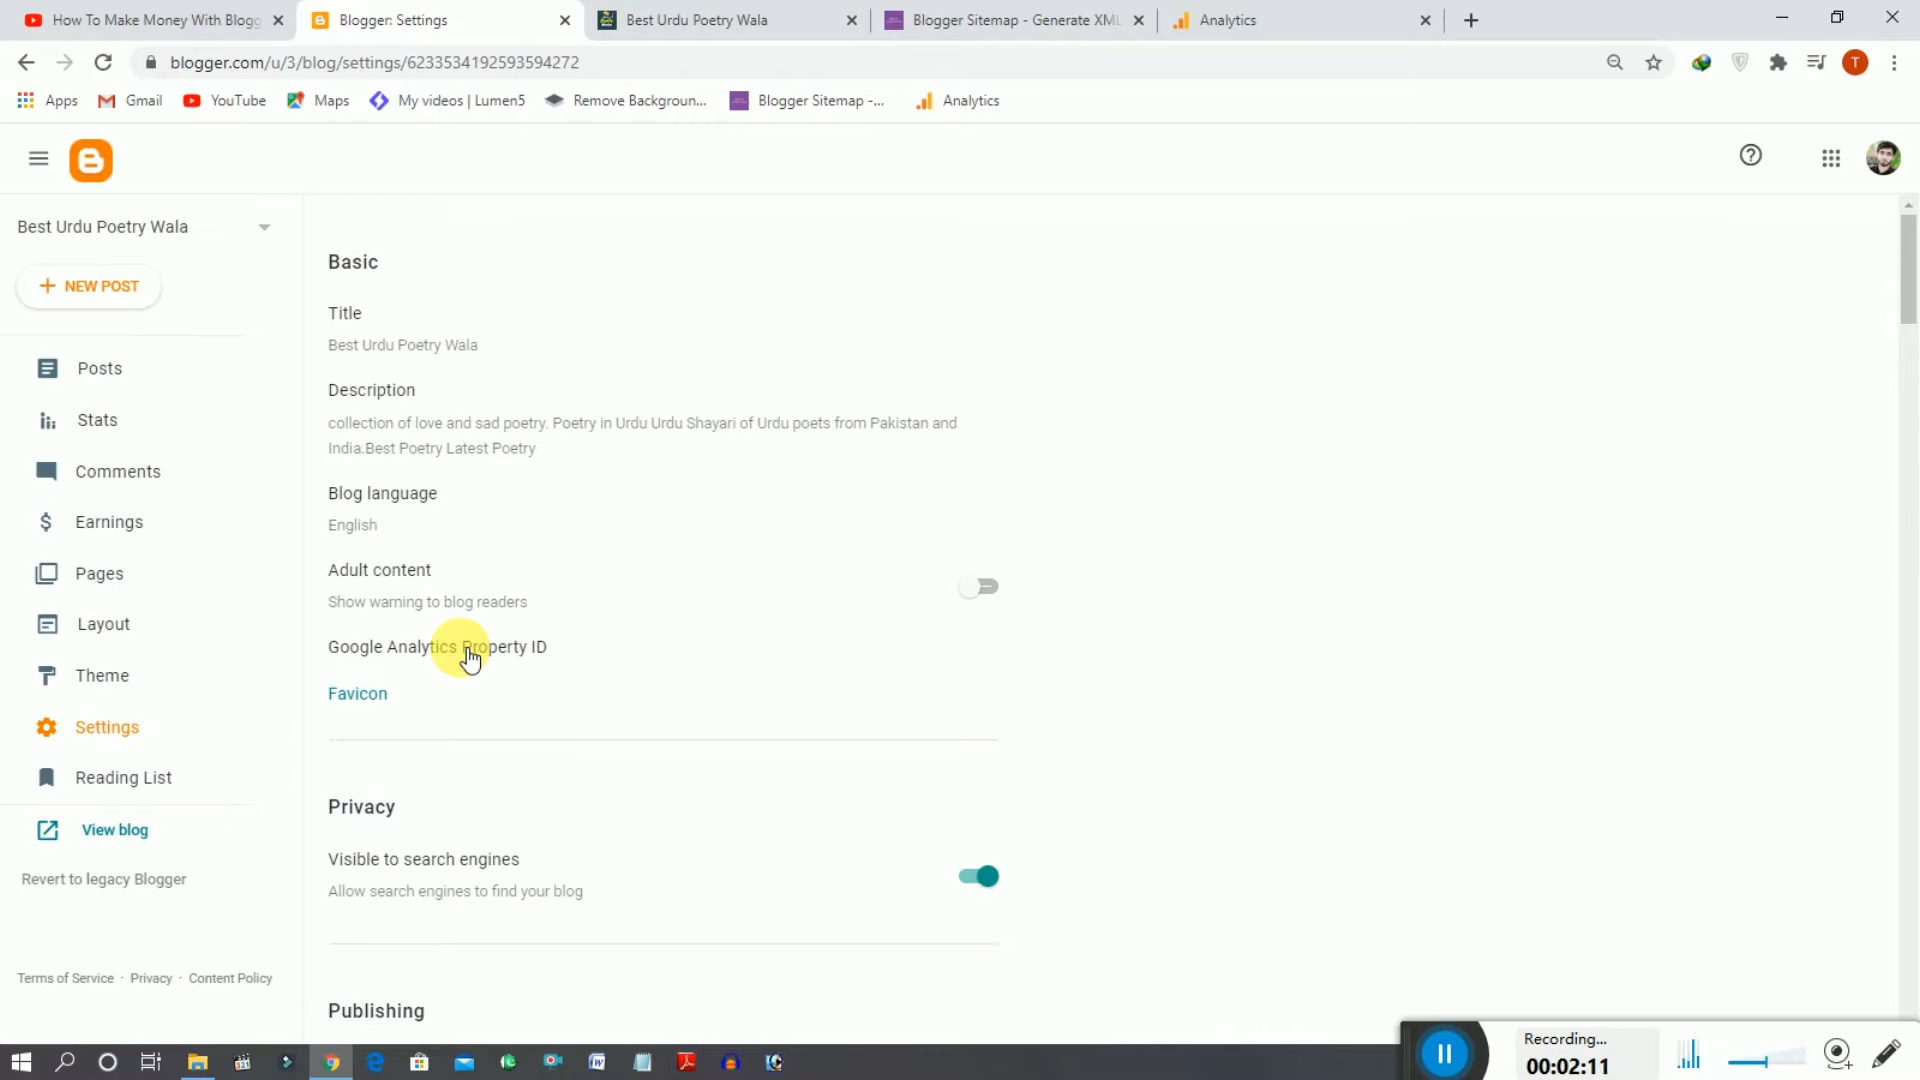 How To Make Money With Blogg
Blogger: Settings
Best Urdu Poetry Wala
Blogger Sitemap - Generate XML
Analytics
blogger.com/u/3/blog/settings/6233534192593594272
T
Apps
Gmail
YouTube
Maps
My videos | Lumen5
Remove Backgroun...
Blogger Sitemap -...
Analytics
Best Urdu Poetry Wala
NEW POST
Posts
Stats
Comments
Earnings
Pages
Layout
Theme
Settings
Reading List
View blog
Revert to legacy Blogger
Terms of Service · Privacy · Content Policy
Basic
Title
Best Urdu Poetry Wala
Description
collection of love and sad poetry. Poetry in Urdu Urdu Shayari of Urdu poets from Pakistan and
India.Best Poetry Latest Poetry
Blog language
English
Adult content
Show warning to blog readers
Google Analytics Property ID
Favicon
Privacy
Visible to search engines
Allow search engines to find your blog
Publishing
Recording...
00:02:11